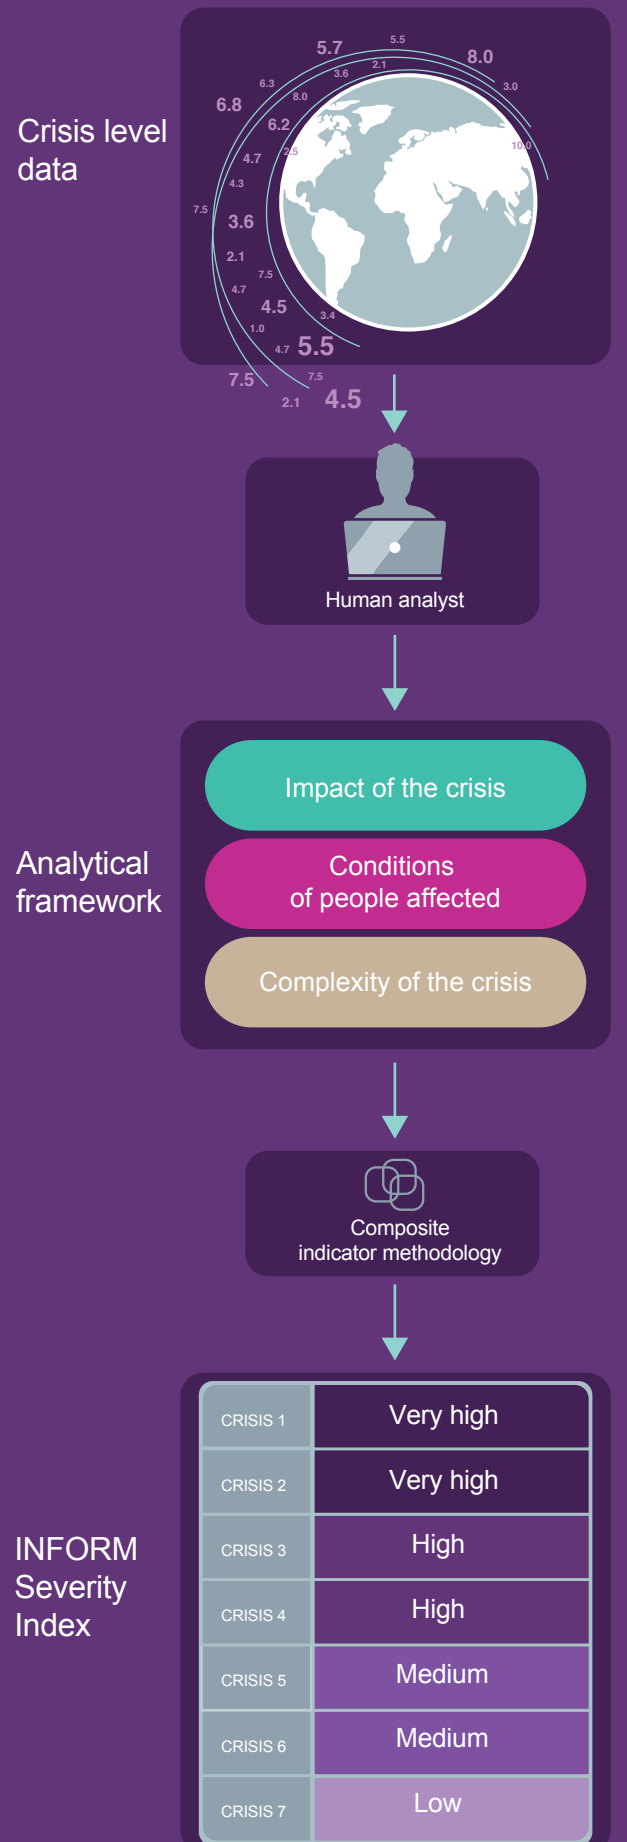 5.7
5.5
8.0
6.3
3.6
2.1
3.0
6.8
8.0
6.2
10.0
Crisis level
data
4.7
2.5
4.3
7.5
3.6
2.1
7.5
4.7
4.5
3.4
1.0
4.7
5.5
7.5
7.5
2.1
4.5
Human analyst
Analytical
framework
Impact of the crisis
Conditions
of people affected
Complexity of the crisis
Composite
indicator methodology
INFORM
Severity
Index
CRISIS 1
Very high
CRISIS 2
Very high
CRISIS 3
High
CRISIS 4
High
CRISIS 5
Medium
CRISIS 6
Medium
CRISIS 7
Low